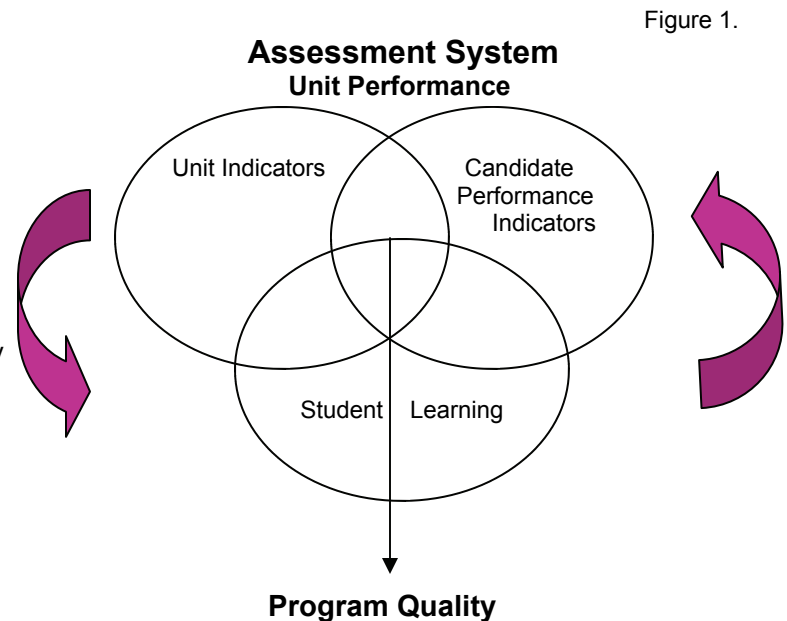 Figure 1.
Assessment System
Unit Performance
Unit Indicators
Candidate
Performance
Indicators
Student Learning
Program Quality